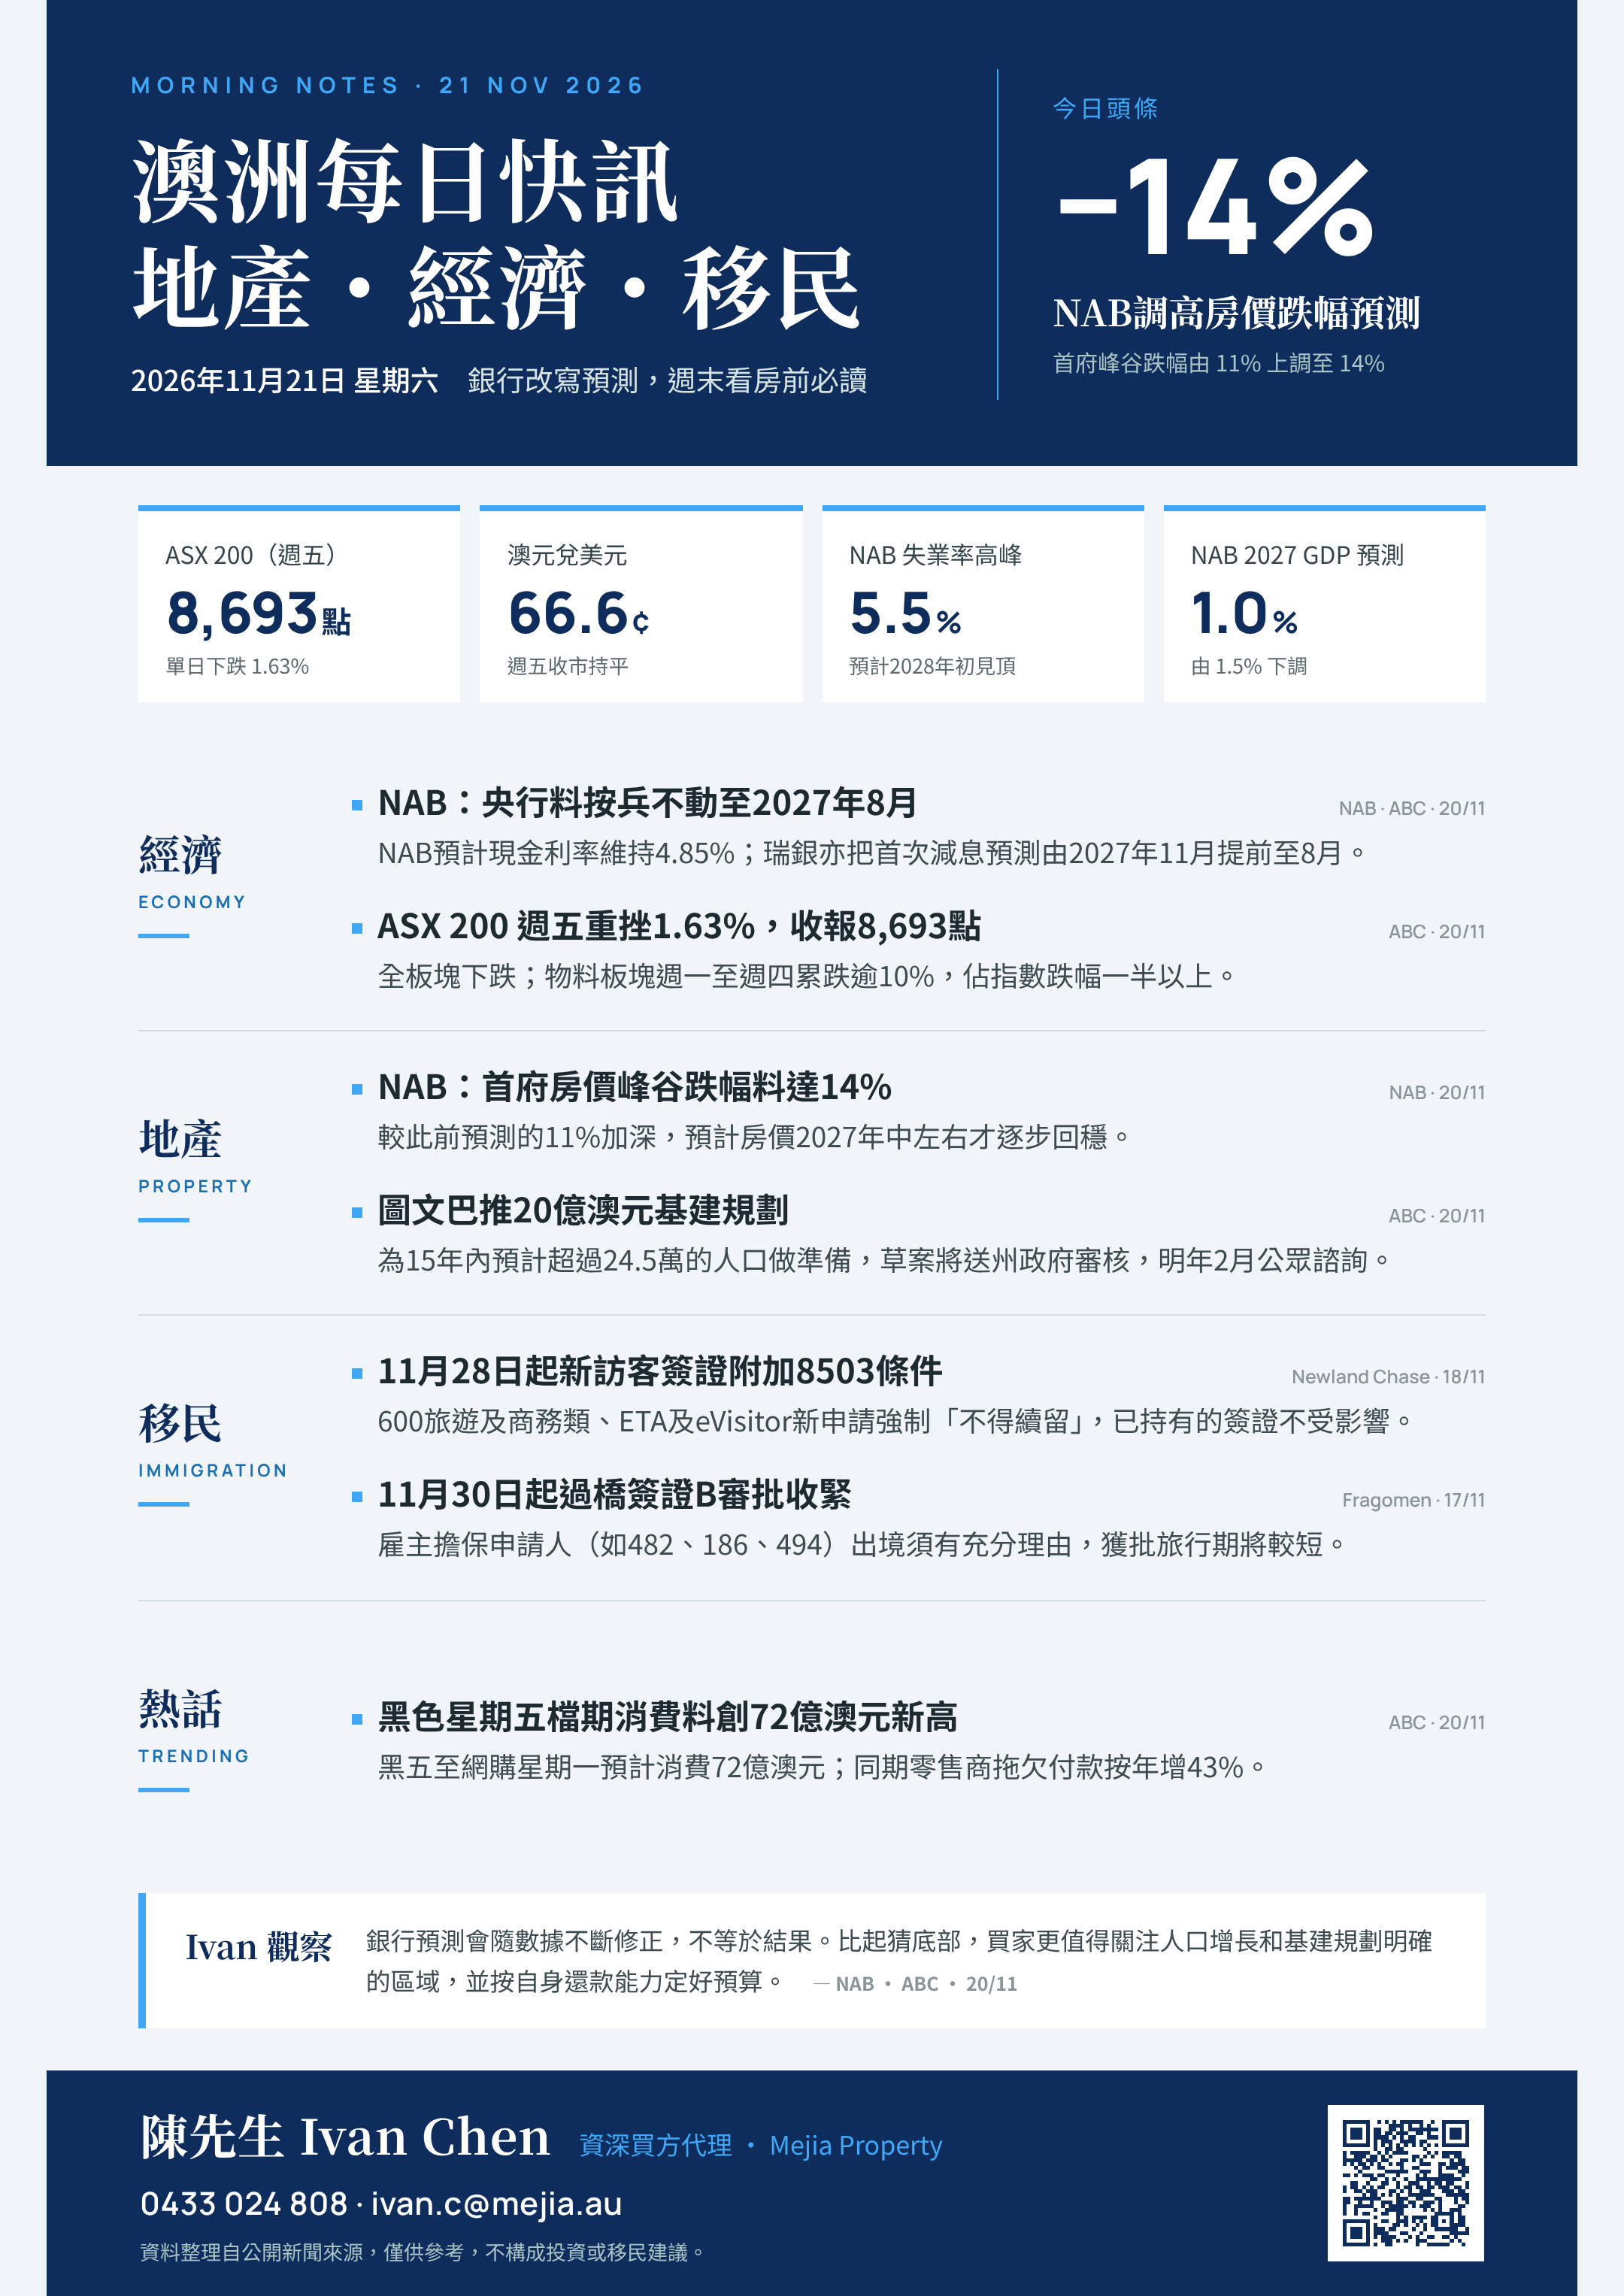 MORNING NOTES · 21 NOV 2026
澳洲每日快訊
地產・經濟・移民
2026年11月21日 星期六 銀行改寫預測，週末看房前必讀
今日頭條
−14%
NAB調高房價跌幅預測
首府峰谷跌幅由 11% 上調至 14%
ASX 200（週五）
8,693點
單日下跌 1.63%
澳元兌美元
66.6¢
週五收市持平
NAB 失業率高峰
5.5%
預計2028年初見頂
NAB 2027 GDP 預測
1.0%
由 1.5% 下調
經濟
ECONOMY
NAB：央行料按兵不動至2027年8月
NAB · ABC · 20/11
NAB預計現金利率維持4.85%；瑞銀亦把首次減息預測由2027年11月提前至8月。
ASX 200 週五重挫1.63%，收報8,693點
ABC · 20/11
全板塊下跌；物料板塊週一至週四累跌逾10%，佔指數跌幅一半以上。
地產
PROPERTY
NAB：首府房價峰谷跌幅料達14%
NAB · 20/11
較此前預測的11%加深，預計房價2027年中左右才逐步回穩。
圖文巴推20億澳元基建規劃
ABC · 20/11
為15年內預計超過24.5萬的人口做準備，草案將送州政府審核，明年2月公眾諮詢。
移民
IMMIGRATION
11月28日起新訪客簽證附加8503條件
Newland Chase · 18/11
600旅遊及商務類、ETA及eVisitor新申請強制「不得續留」，已持有的簽證不受影響。
11月30日起過橋簽證B審批收緊
Fragomen · 17/11
雇主擔保申請人（如482、186、494）出境須有充分理由，獲批旅行期將較短。
熱話
TRENDING
黑色星期五檔期消費料創72億澳元新高
ABC · 20/11
黑五至網購星期一預計消費72億澳元；同期零售商拖欠付款按年增43%。
Ivan 觀察
銀行預測會隨數據不斷修正，不等於結果。比起猜底部，買家更值得關注人口增長和基建規劃明確
的區域，並按自身還款能力定好預算。 — NAB · ABC · 20/11
陳先生 Ivan Chen 資深買方代理 · Mejia Property
0433 024 808 · ivan.c@mejia.au
資料整理自公開新聞來源，僅供參考，不構成投資或移民建議。